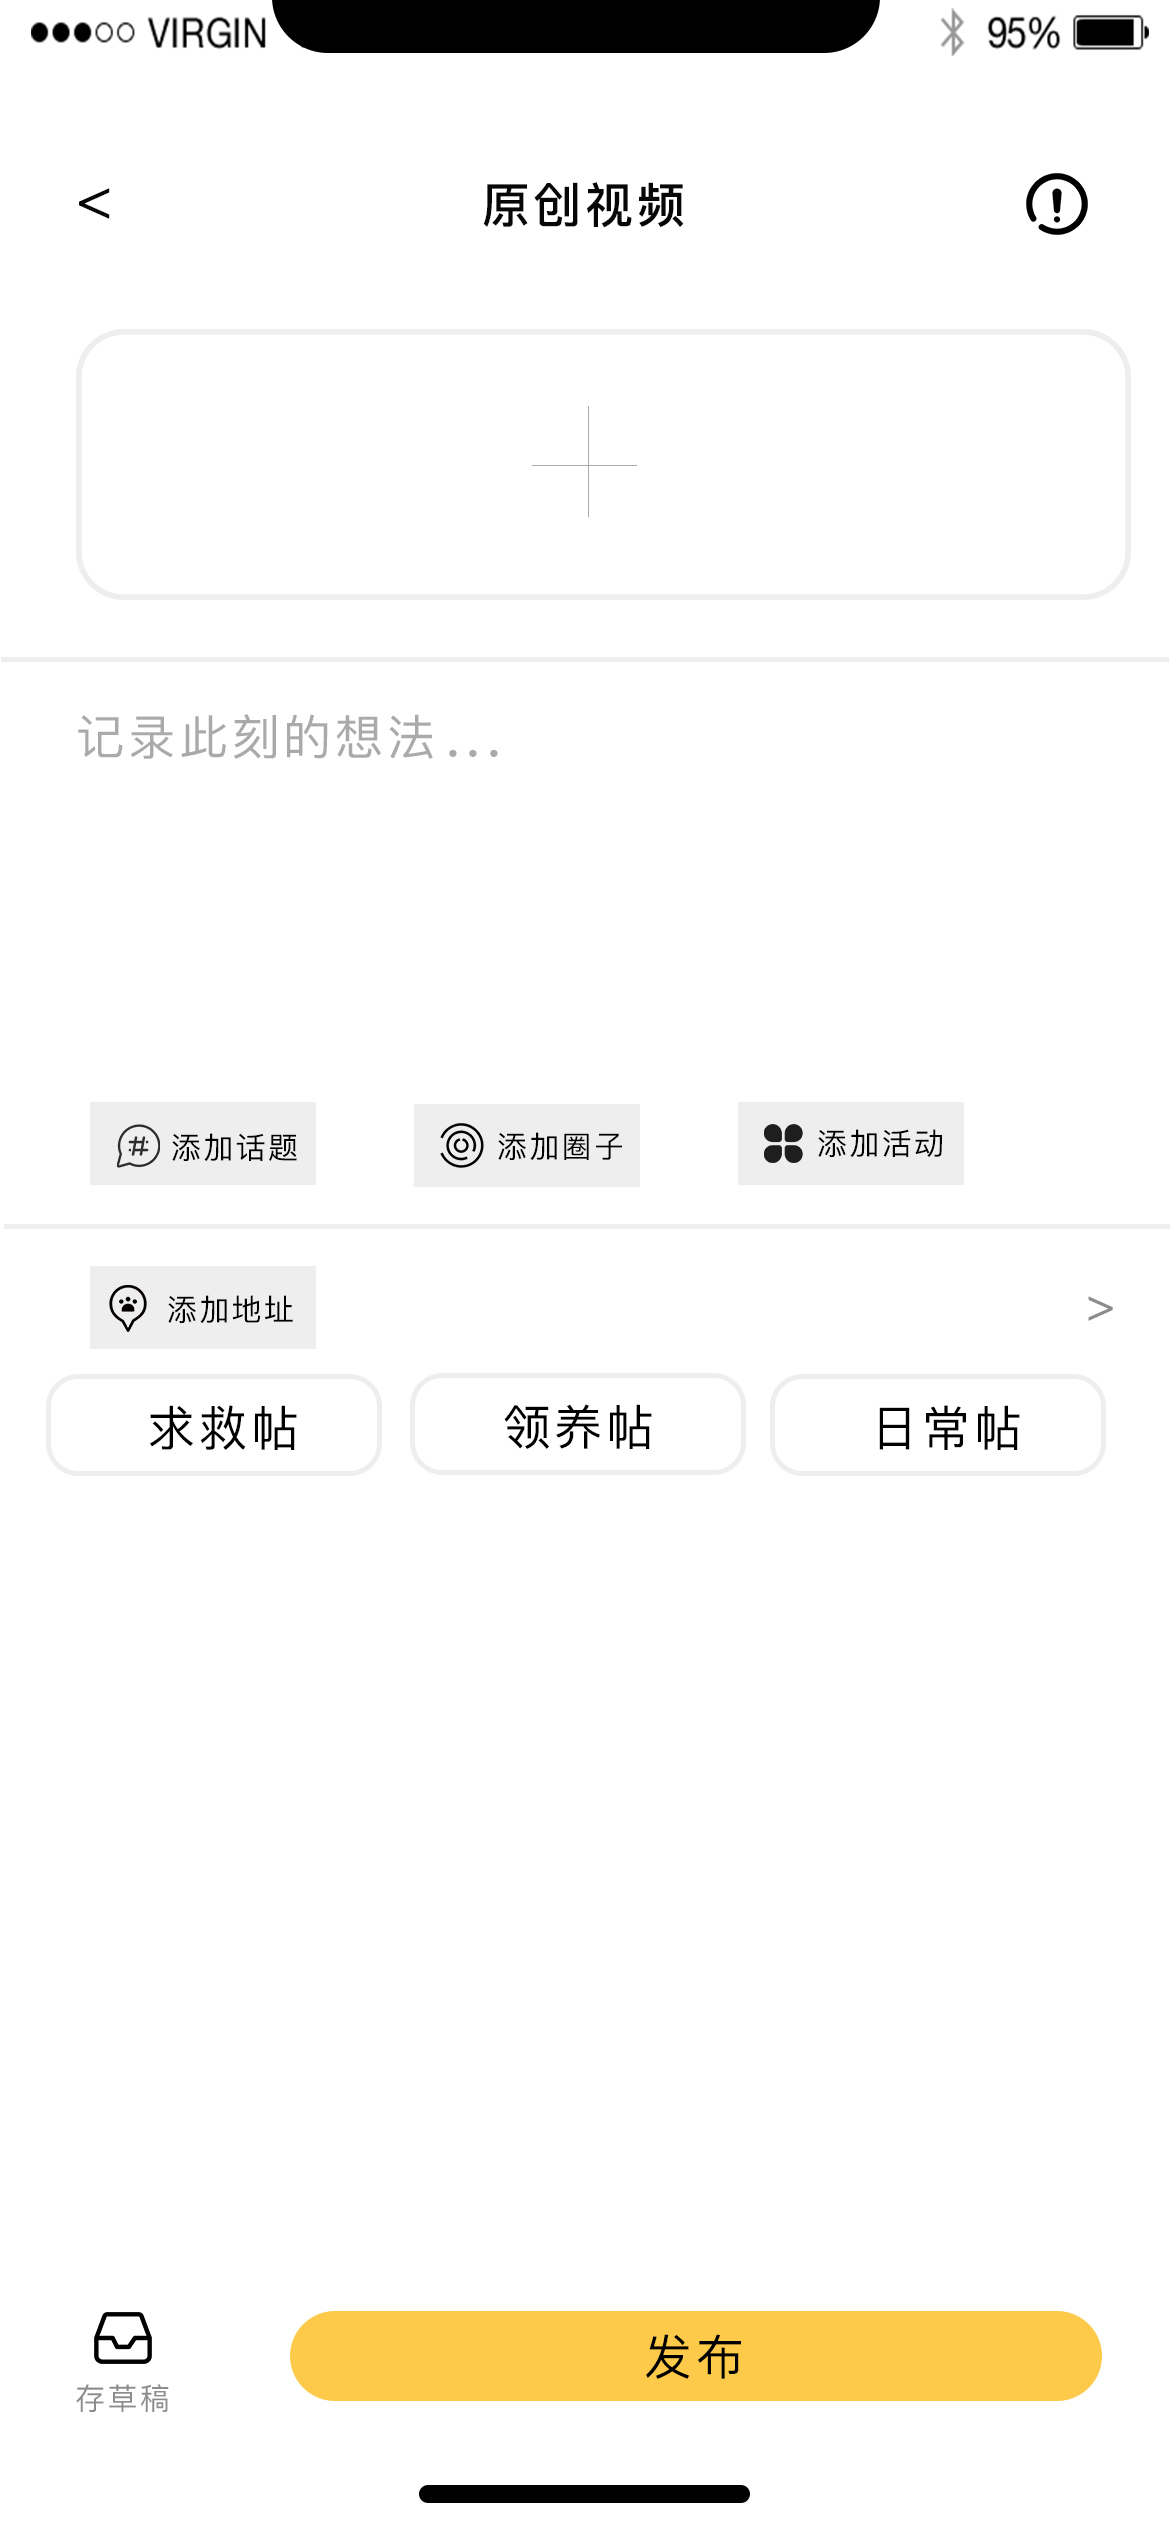 VIRGIN 95%
< 原创视频
记录此刻的想法...
# 添加话题 添加圈子 添加活动
添加地址 >
求救帖 领养帖 日常帖
存草稿 发布